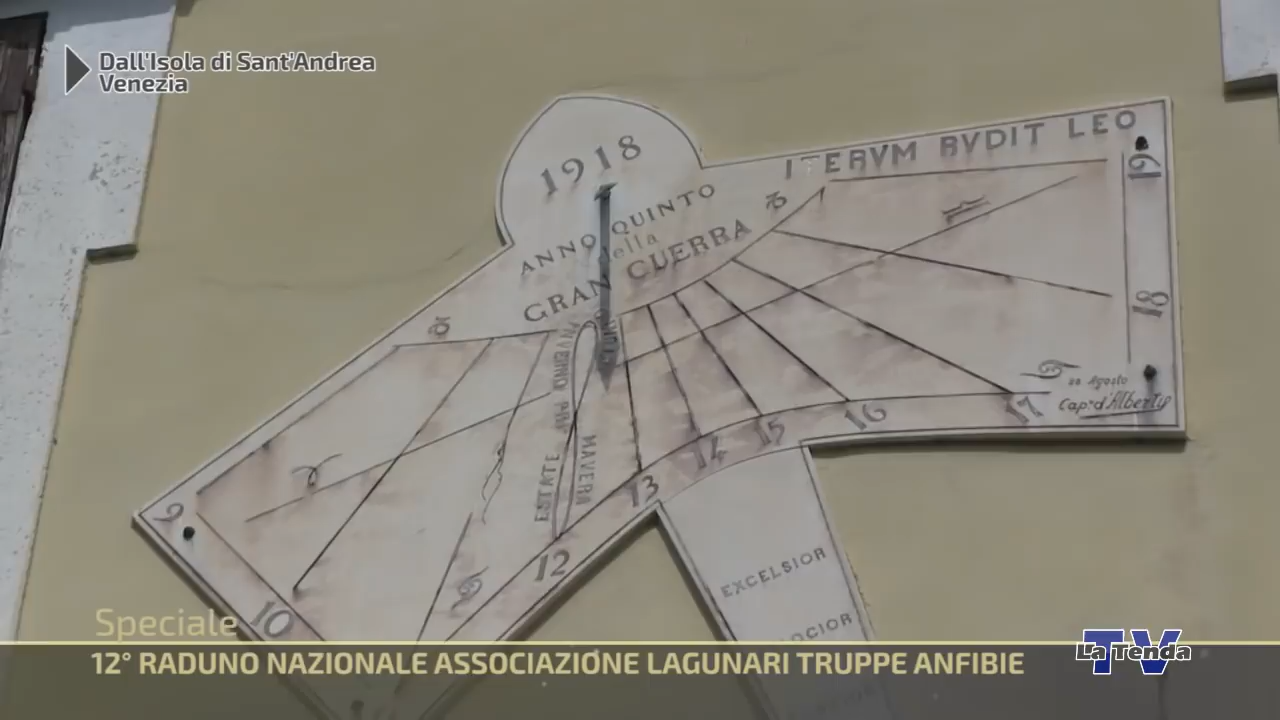 Dall'Isola di Sant'Andrea
Venezia
1918
ITERVM RVDIT LEO
ANNO QUINTO
della
GRAN GUERRA
19
18
17
16
15
14
13
12
10
9
ESTATE
MAVERA
20 Agosto
Cap. d'Albertis
EXCELSIOR
Speciale
12° RADUNO NAZIONALE ASSOCIAZIONE LAGUNARI TRUPPE ANFIBIE
TV
La Tenda